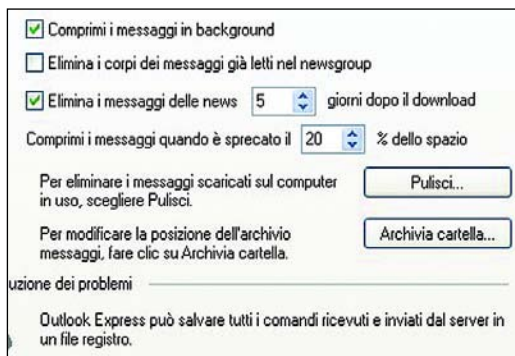 Comprimi i messaggi in background
Elimina i corpi dei messaggi già letti nel newsgroup
Elimina i messaggi delle news 5 giorni dopo il download
Comprimi i messaggi quando è sprecato il 20 % dello spazio
Per eliminare i messaggi scaricati sul computer
in uso, scegliere Pulisci.
Pulisci...
Per modificare la posizione dell'archivio
messaggi, fare clic su Archivia cartella.
Archivia cartella...
uzione dei problemi
Outlook Express può salvare tutti i comandi ricevuti e inviati dal server in
un file registro.